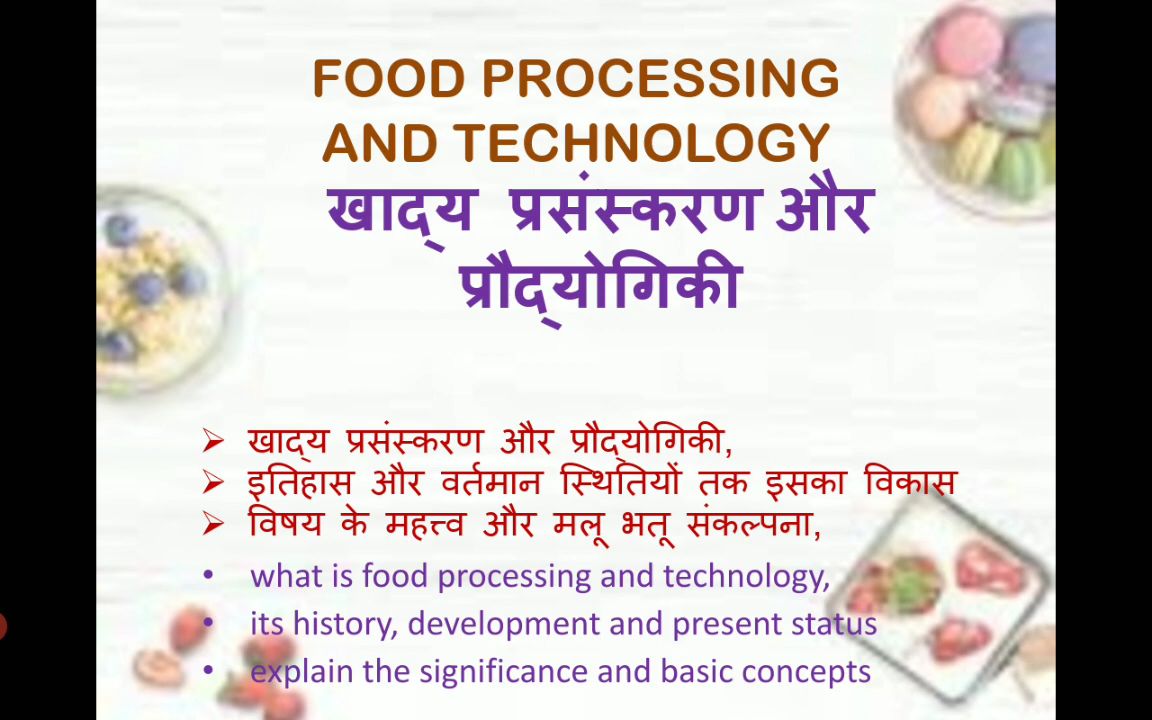 FOOD PROCESSING
AND TECHNOLOGY
खाद्य प्रसंस्करण और
प्रौद्योगिकी
➢ खाद्य प्रसंस्करण और प्रौद्योगिकी,
➢ इतिहास और वर्तमान स्थितियों तक इसका विकास
➢ विषय के महत्त्व और मलू भतू संकल्पना,
• what is food processing and technology,
• its history, development and present status
• explain the significance and basic concepts